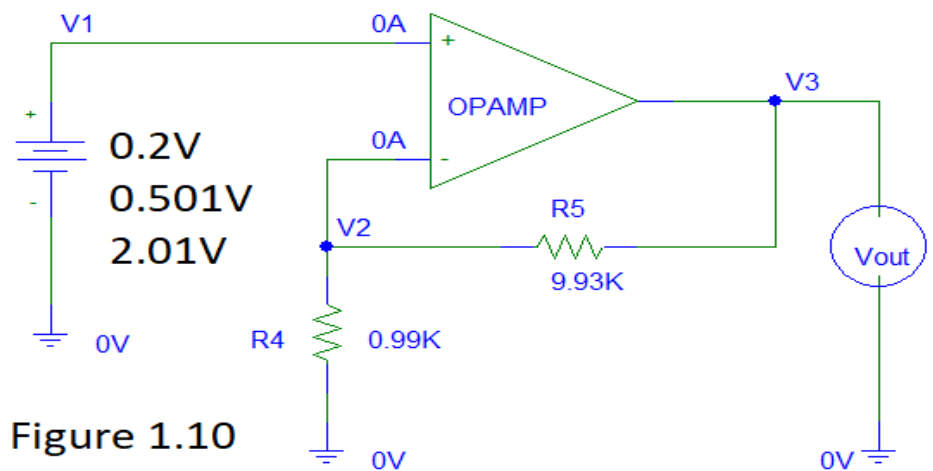 V1
0A
+
OPAMP
V3
+
0.2V
0A
-
0.501V
-
R5
V2
2.01V
Vout
9.93K
R4
0.99K
0V
Figure 1.10
0V
0V